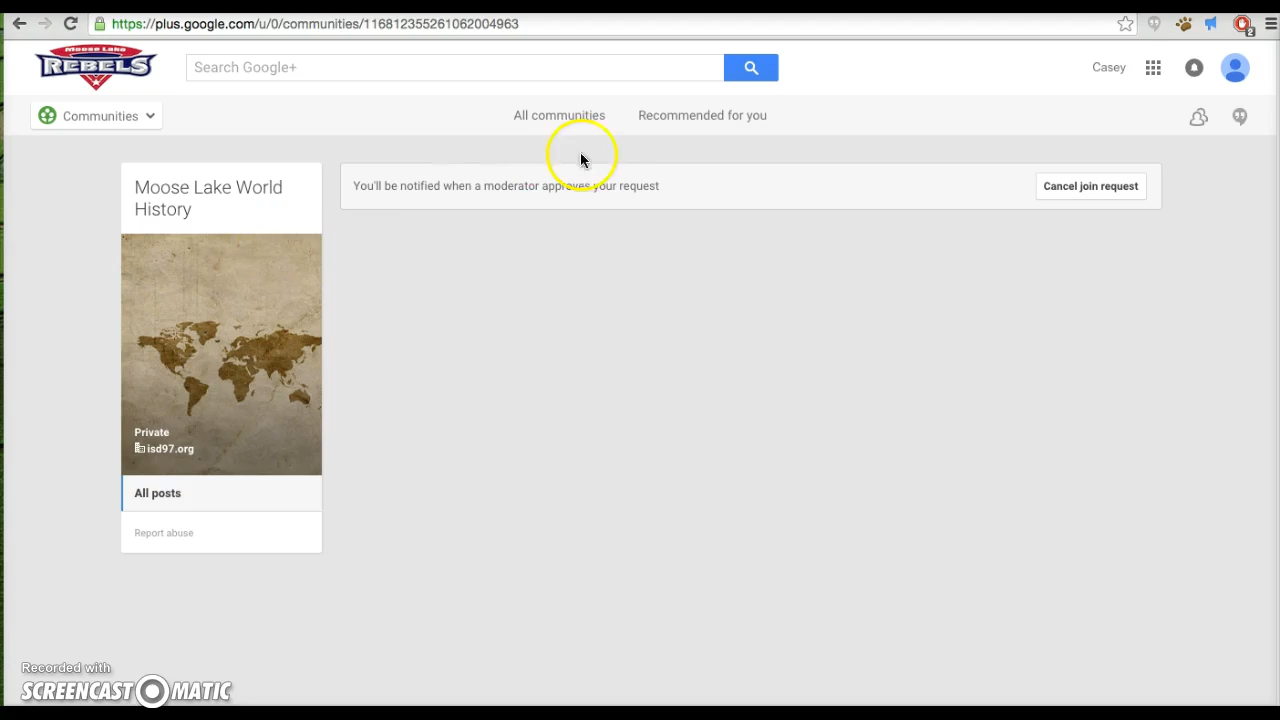 https://plus.google.com/u/0/communities/116812355261062004963
2
Moose Lake
REBELS
Search Google+
Casey
Communities
All communities
Recommended for you
Moose Lake World
History
You'll be notified when a moderator approves your request
Cancel join request
Private
isd97.org
All posts
Report abuse
Recorded with
SCREENCAST MATIC